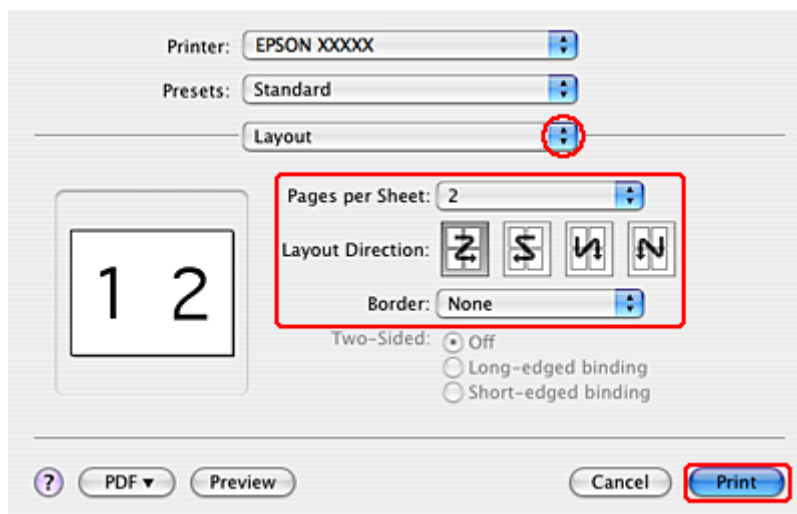 Printer: EPSON XXXXX
Presets: Standard
Layout
Pages per Sheet: 2
Layout Direction:
Border: None
1 2
Two-Sided: Off
Long-edged binding
Short-edged binding
? PDF Preview Cancel Print